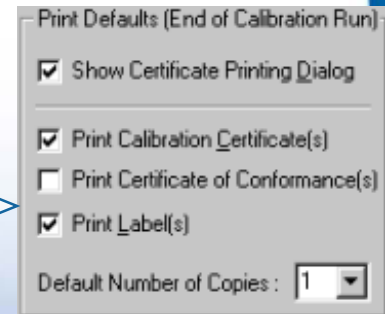 Print Defaults (End of Calibration Run)
Show Certificate Printing Dialog
Print Calibration Certificate(s)
Print Certificate of Conformance(s)
Print Label(s)
Default Number of Copies : 1